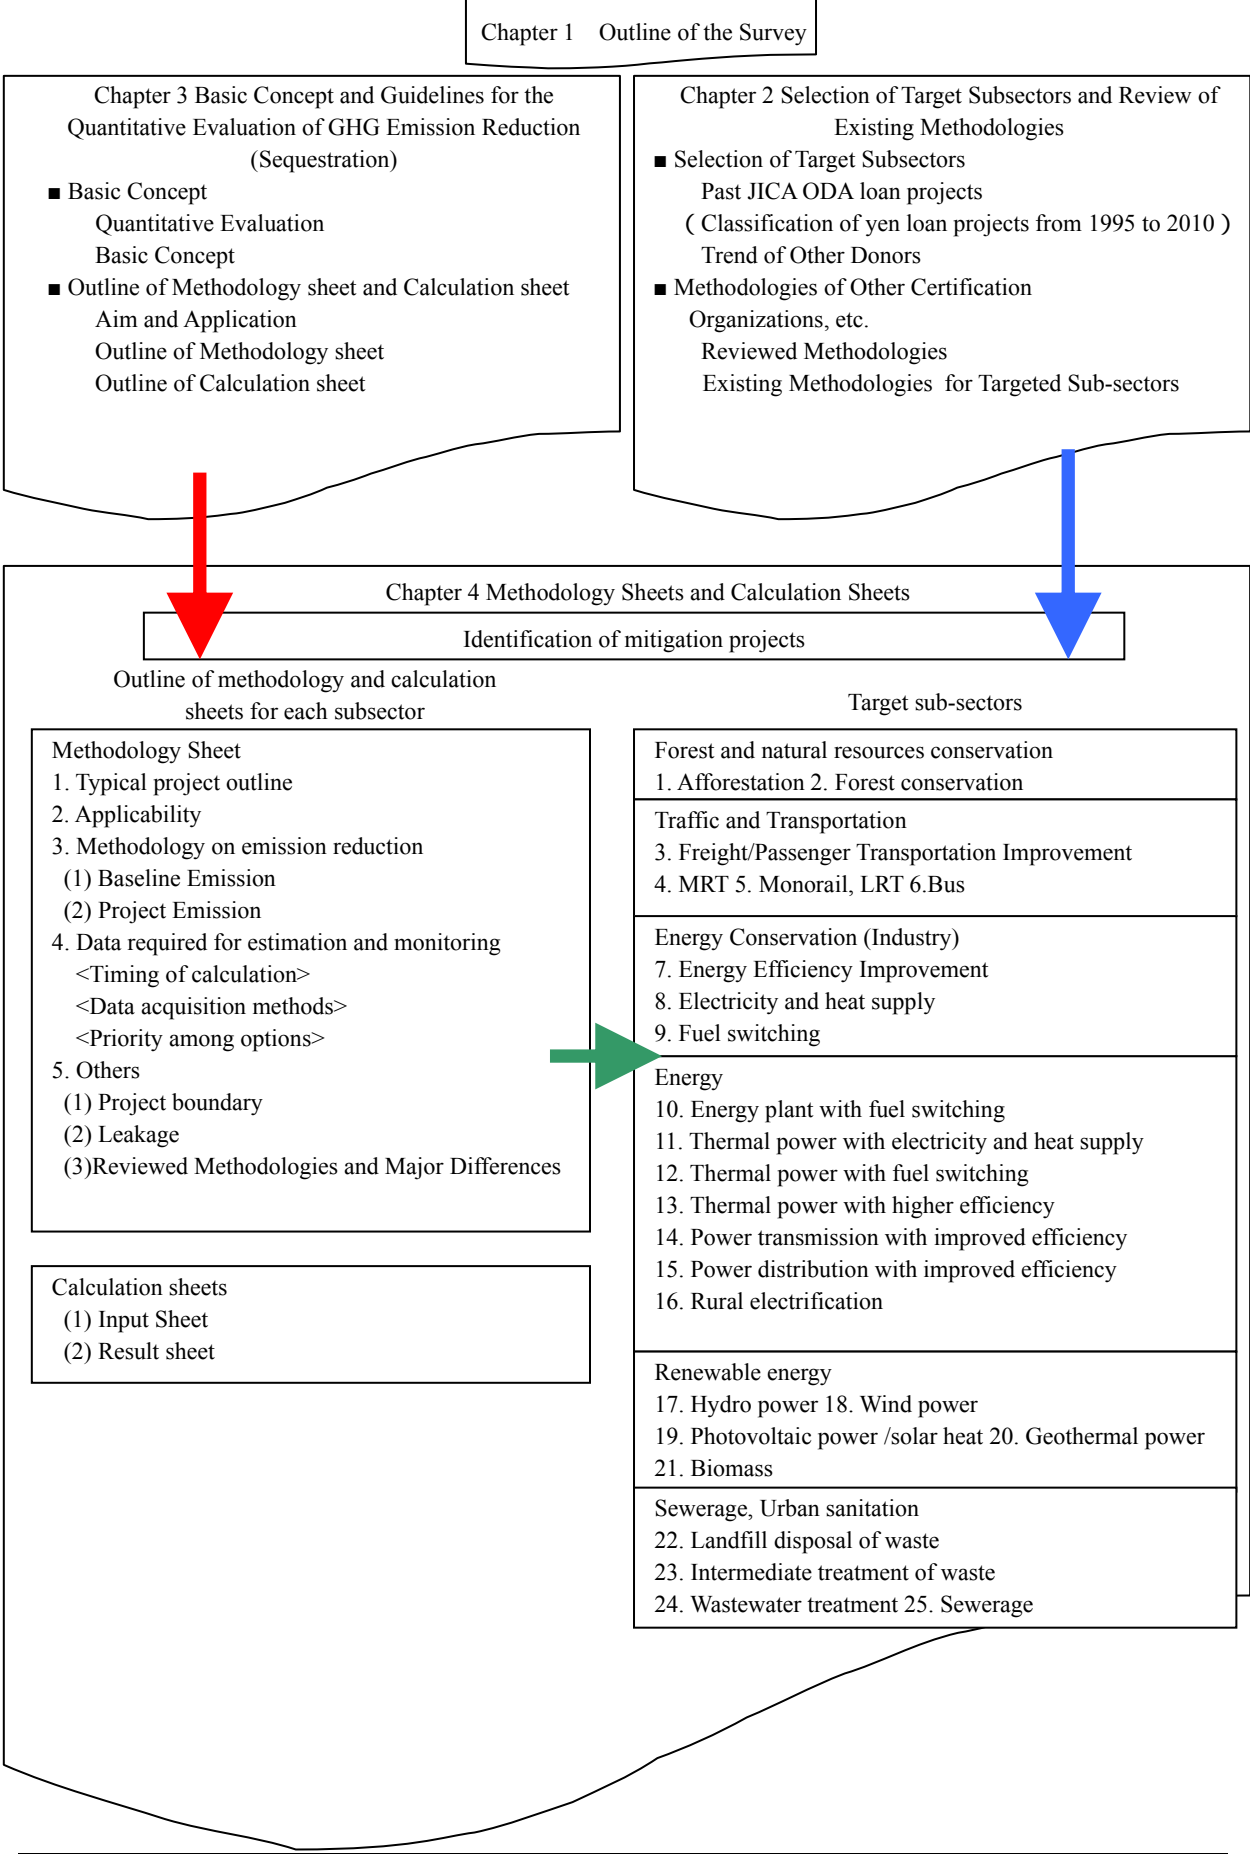 Chapter 1 Outline of the Survey
Chapter 3 Basic Concept and Guidelines for the
Quantitative Evaluation of GHG Emission Reduction
(Sequestration)
■ Basic Concept
Quantitative Evaluation
Basic Concept
■ Outline of Methodology sheet and Calculation sheet
Aim and Application
Outline of Methodology sheet
Outline of Calculation sheet
Chapter 2 Selection of Target Subsectors and Review of
Existing Methodologies
■ Selection of Target Subsectors
Past JICA ODA loan projects
( Classification of yen loan projects from 1995 to 2010 )
Trend of Other Donors
■ Methodologies of Other Certification
Organizations, etc.
Reviewed Methodologies
Existing Methodologies for Targeted Sub-sectors
Chapter 4 Methodology Sheets and Calculation Sheets
Identification of mitigation projects
Outline of methodology and calculation
sheets for each subsector
Methodology Sheet
1. Typical project outline
2. Applicability
3. Methodology on emission reduction
(1) Baseline Emission
(2) Project Emission
4. Data required for estimation and monitoring
<Timing of calculation>
<Data acquisition methods>
<Priority among options>
5. Others
(1) Project boundary
(2) Leakage
(3)Reviewed Methodologies and Major Differences
Calculation sheets
(1) Input Sheet
(2) Result sheet
Target sub-sectors
Forest and natural resources conservation
1. Afforestation 2. Forest conservation
Traffic and Transportation
3. Freight/Passenger Transportation Improvement
4. MRT 5. Monorail, LRT 6.Bus
Energy Conservation (Industry)
7. Energy Efficiency Improvement
8. Electricity and heat supply
9. Fuel switching
Energy
10. Energy plant with fuel switching
11. Thermal power with electricity and heat supply
12. Thermal power with fuel switching
13. Thermal power with higher efficiency
14. Power transmission with improved efficiency
15. Power distribution with improved efficiency
16. Rural electrification
Renewable energy
17. Hydro power 18. Wind power
19. Photovoltaic power /solar heat 20. Geothermal power
21. Biomass
Sewerage, Urban sanitation
22. Landfill disposal of waste
23. Intermediate treatment of waste
24. Wastewater treatment 25. Sewerage